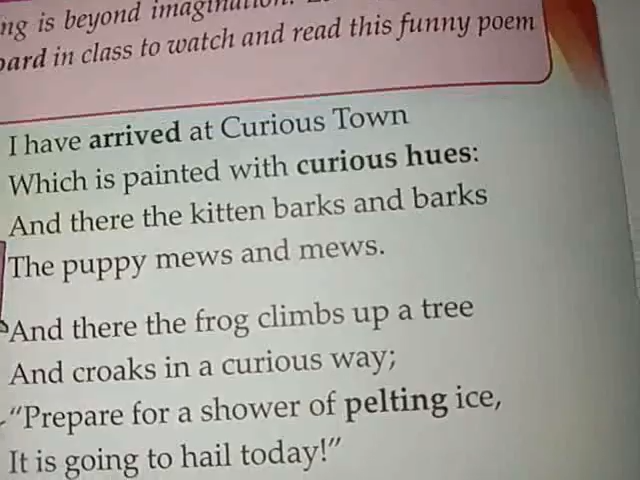 ng is beyond imagination.
oard in class to watch and read this funny poem
I have arrived at Curious Town
Which is painted with curious hues:
And there the kitten barks and barks
The puppy mews and mews.
And there the frog climbs up a tree
And croaks in a curious way;
"Prepare for a shower of pelting ice,
It is going to hail today!"